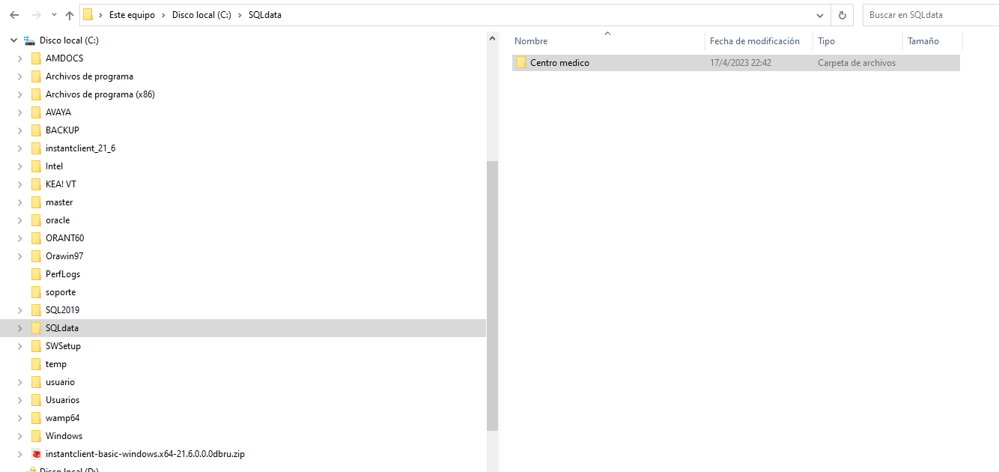 Este equipo > Disco local (C:) > SQLdata
Buscar en SQLdata
Disco local (C:)
AMDOCS
Archivos de programa
Archivos de programa (x86)
AVAYA
BACKUP
instantclient_21_6
Intel
KEA! VT
master
oracle
ORANT60
Orawin97
PerfLogs
soporte
SQL2019
SQLdata
SWSetup
temp
usuario
Usuarios
wamp64
Windows
instantclient-basic-windows.x64-21.6.0.0.0dbru.zip
Disco local (D:)
Nombre Fecha de modificación Tipo Tamaño
Centro medico 17/4/2023 22:42 Carpeta de archivos